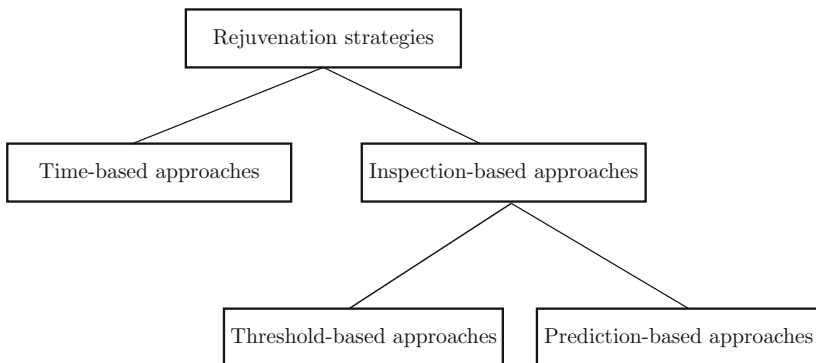 Rejuvenation strategies
Time-based approaches
Inspection-based approaches
Threshold-based approaches
Prediction-based approaches